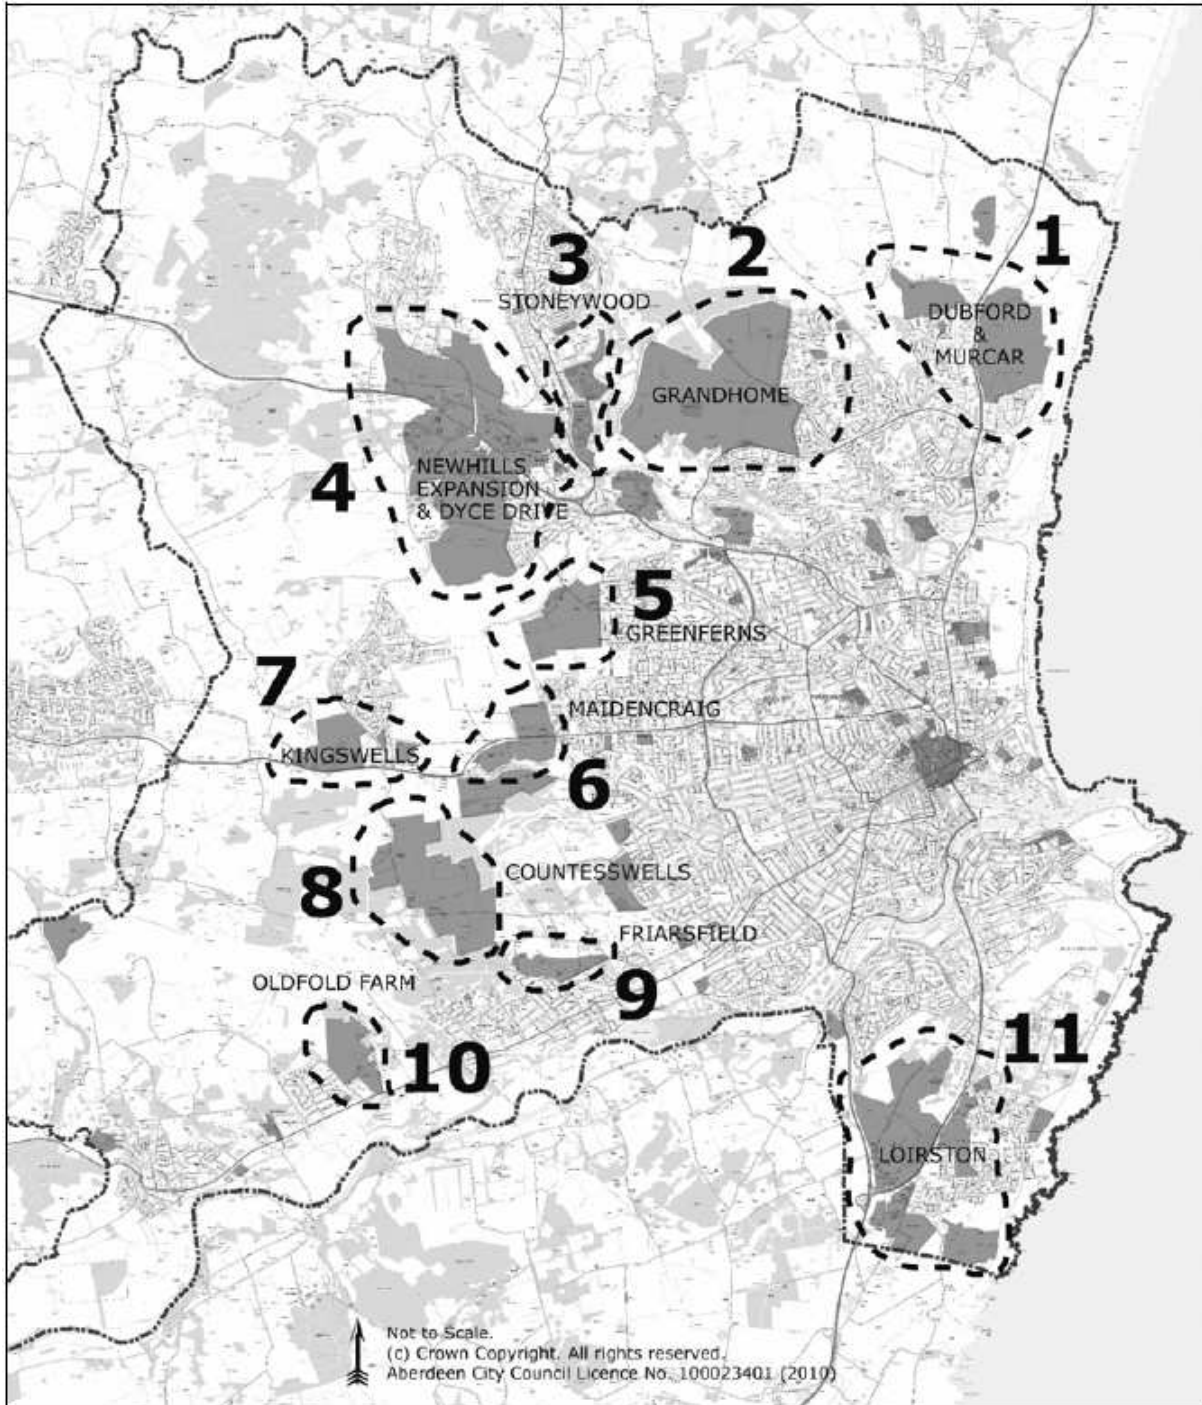 1
2
3
STONEYWOOD
DUBFORD
&
MURCAR
GRANDHOME
4
NEWHILLS
EXPANSION
& DYCE DRIVE
5
GREENFERNS
7
MAIDENCRAIG
KINGSWELLS
6
8
COUNTESSWELLS
FRIARSFIELD
9
OLDFOLD FARM
10
11
LOIRSTON
Not to Scale.
(c) Crown Copyright. All rights reserved.
Aberdeen City Council Licence No. 100023401 (2010)